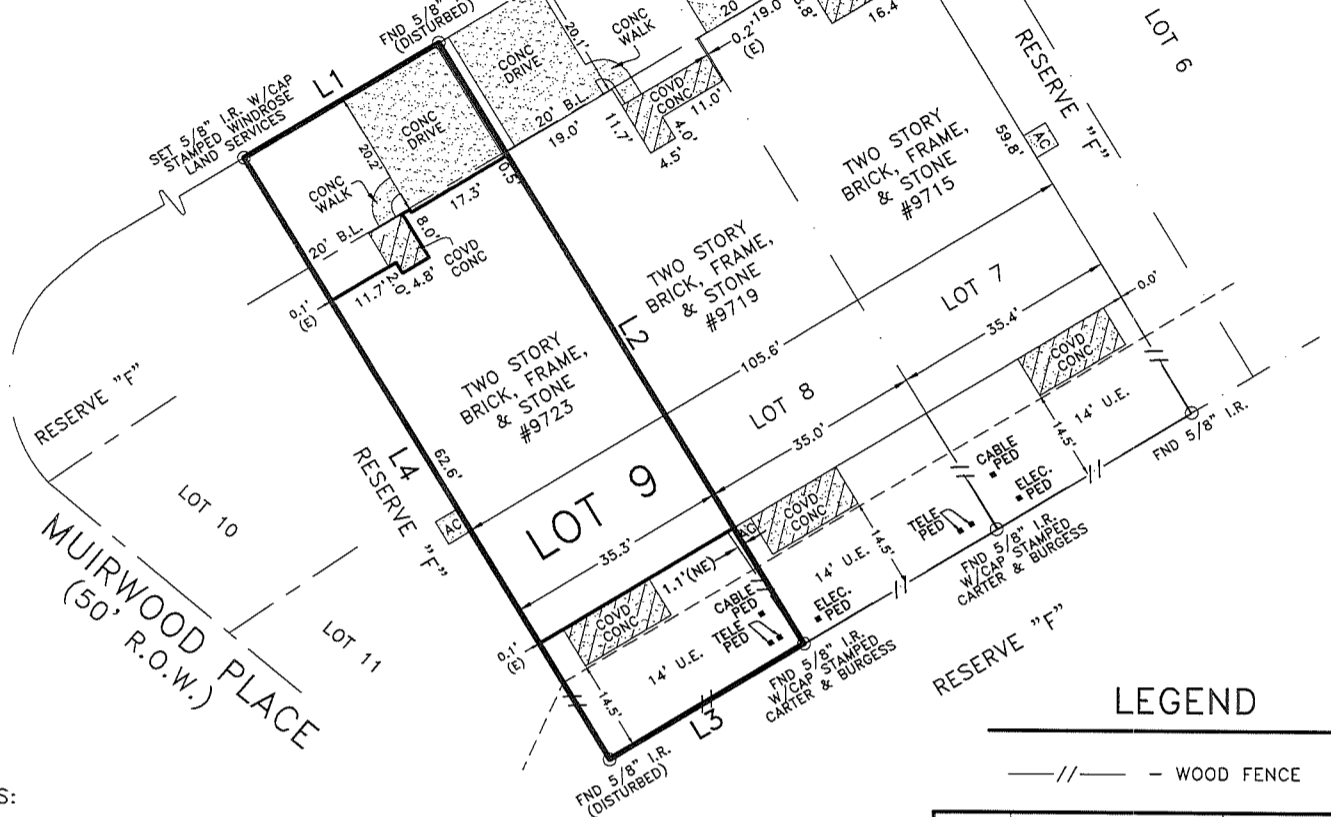 FND 5/8"
(DISTURBED)
L1
SET 5/8" I.R. W/CAP
STAMPED WINDROSE
LAND SERVICES
CONC
DRIVE
20.2'
CONC
WALK
20' B.L.
17.3'
0.5'
8.0'
COVD
CONC
11.7'
2.0'
4.8'
0.1'
(E)
CONC
DRIVE
20.1'
CONC
WALK
20' B.L.
19.0'
11.7'
COVD
CONC
11.0'
4.0'
4.5'
0.2'
(E)
20'
19.0'
16.4
RESERVE "F"
LOT 6
59.8'
AC
TWO STORY
BRICK, FRAME,
& STONE
#9715
TWO STORY
BRICK, FRAME,
& STONE
#9719
TWO STORY
BRICK, FRAME,
& STONE
#9723
L2
105.6'
LOT 7
35.4'
0.0'
COVD
CONC
14' U.E.
14.5'
FND 5/8" I.R.
LOT 8
35.0'
CABLE
PED
ELEC.
PED
TELE
PED
COVD
CONC
AC
14' U.E.
14.5'
FND 5/8" I.R.
W/CAP STAMPED
CARTER & BURGESS
RESERVE "F"
L4
62.6'
RESERVE "F"
AC
LOT 9
35.3'
1.1'(NE)
COVD
CONC
CABLE
PED
TELE
PED
ELEC.
PED
0.1'
(E)
14' U.E.
14.5'
L3
FND 5/8" I.R.
W/CAP STAMPED
CARTER & BURGESS
FND 5/8" I.R.
(DISTURBED)
RESERVE "F"
LOT 10
LOT 11
MUIRWOOD PLACE
(50' R.O.W.)
LEGEND
—//— – WOOD FENCE
S: